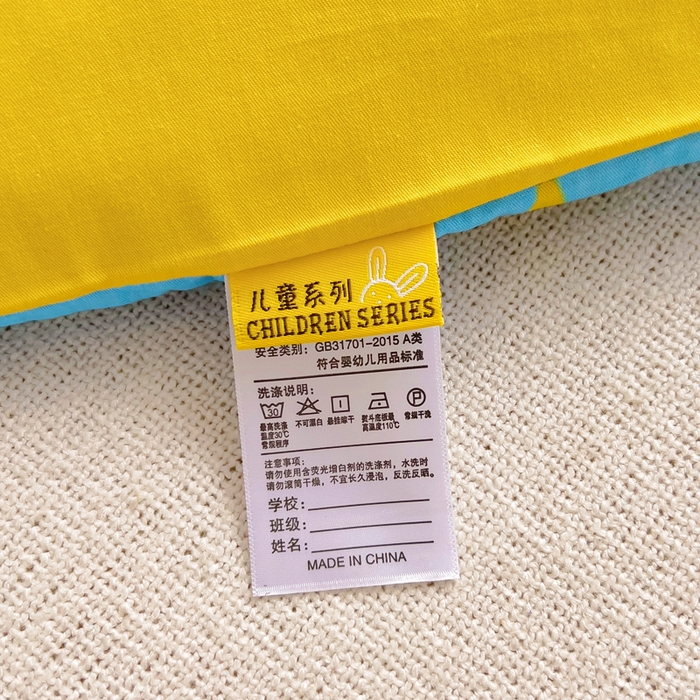 儿童系列
CHILDREN SERIES
安全类别：GB31701-2015 A类
符合婴幼儿用品标准
洗涤说明：
30 P
最高洗涤温度30℃常规程序 不可漂白 悬挂晾干 熨斗底板最高温度110℃ 常规干洗
注意事项：
请勿使用含荧光增白剂的洗涤剂，水洗时
请勿滚筒干燥，不宜长久浸泡，反洗反晒。
学校：
班级：
姓名：
MADE IN CHINA